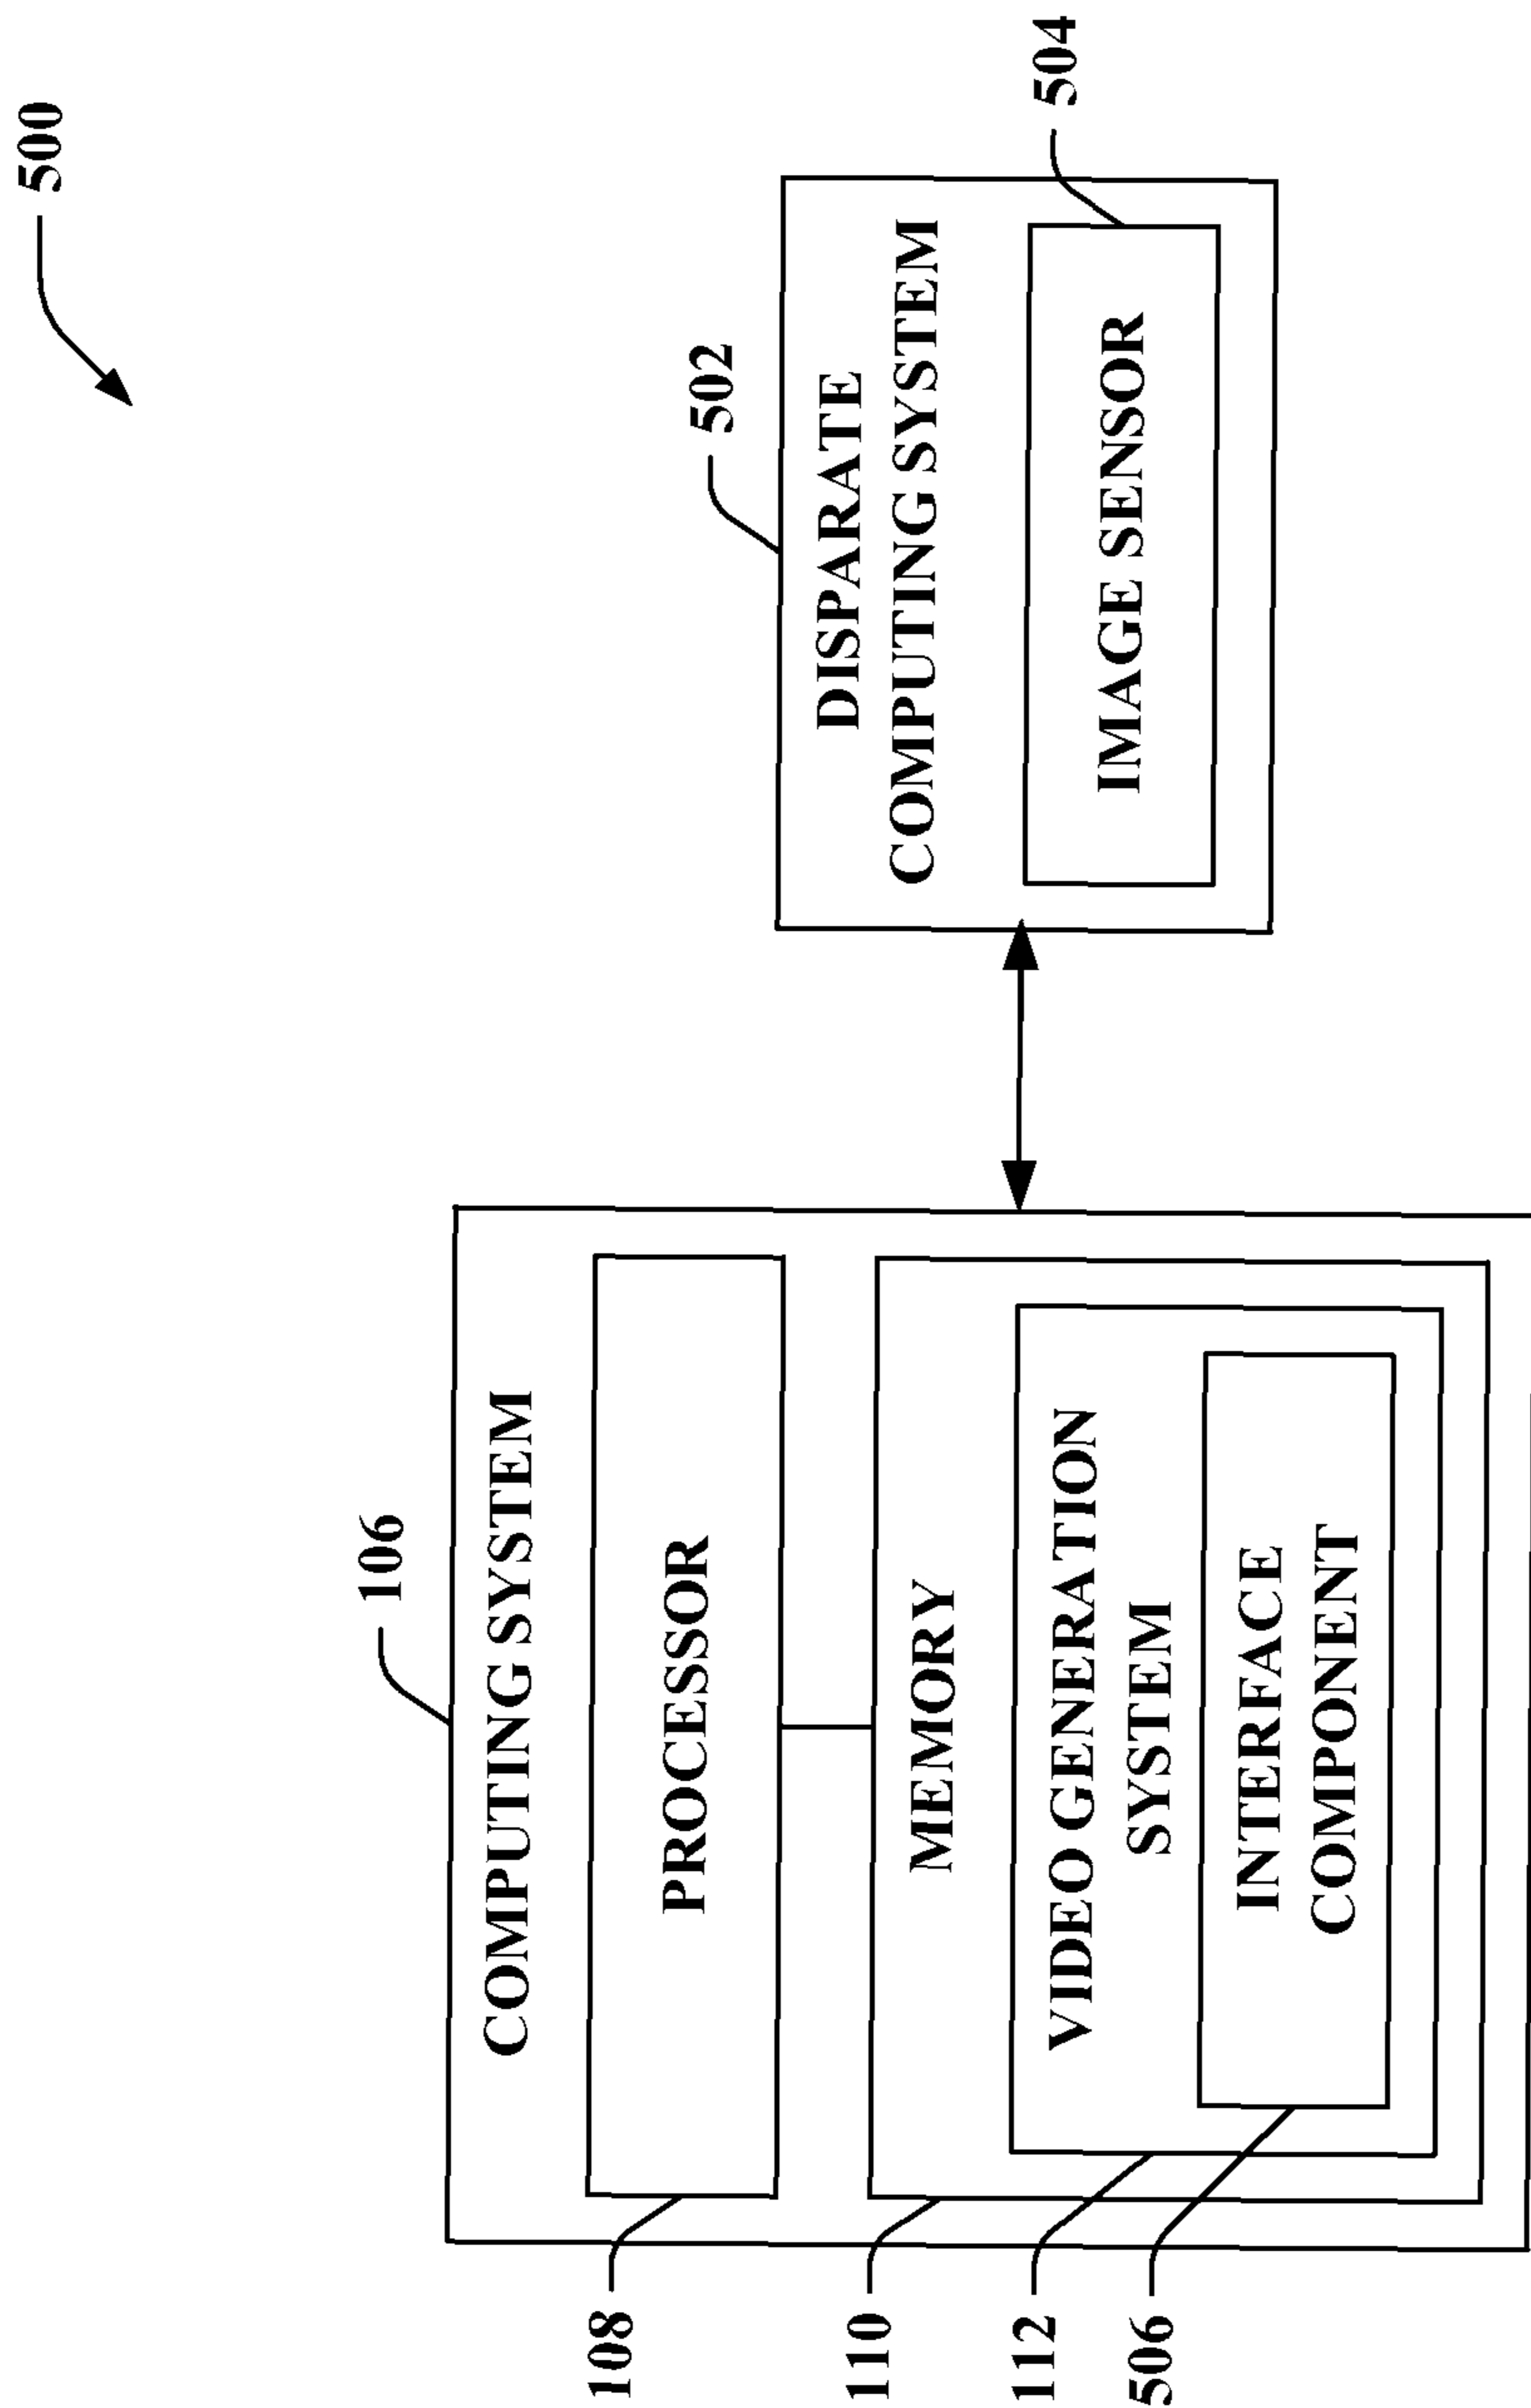 500
106
COMPUTING SYSTEM
108
PROCESSOR
110
MEMORY
112
VIDEO GENERATION
SYSTEM
506
INTERFACE
COMPONENT
502
DISPARATE
COMPUTING SYSTEM
504
IMAGE SENSOR